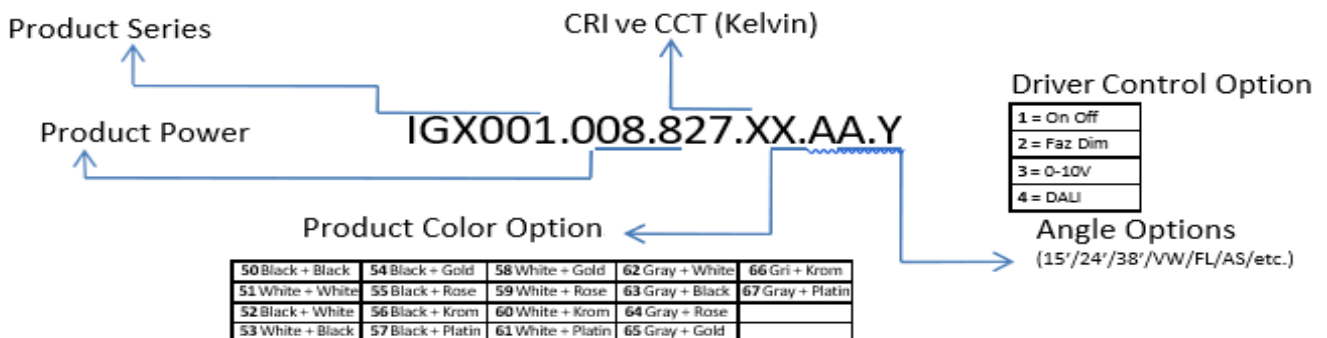 Product Series
CRI ve CCT (Kelvin)
Driver Control Option
1 = On Off
2 = Faz Dim
3 = 0-10V
4 = DALI
Product Power
IGX001.008.827.XX.AA.Y
Product Color Option
Angle Options
(15'/24'/38'/VW/FL/AS/etc.)
50 Black + Black 54 Black + Gold 58 White + Gold 62 Gray + White 66 Gri + Krom
51 White + White 55 Black + Rose 59 White + Rose 63 Gray + Black 67 Gray + Platin
52 Black + White 56 Black + Krom 60 White + Krom 64 Gray + Rose
53 White + Black 57 Black + Platin 61 White + Platin 65 Gray + Gold